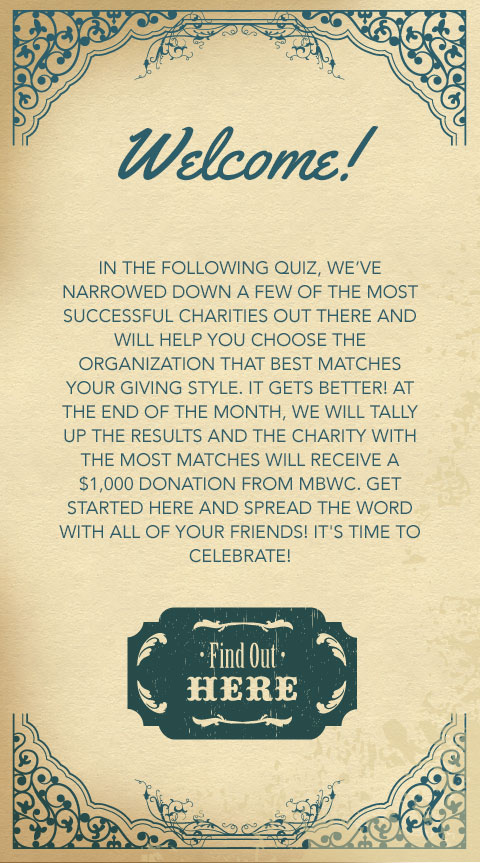 Welcome!
IN THE FOLLOWING QUIZ, WE’VE
NARROWED DOWN A FEW OF THE MOST
SUCCESSFUL CHARITIES OUT THERE AND
WILL HELP YOU CHOOSE THE
ORGANIZATION THAT BEST MATCHES
YOUR GIVING STYLE. IT GETS BETTER! AT
THE END OF THE MONTH, WE WILL TALLY
UP THE RESULTS AND THE CHARITY WITH
THE MOST MATCHES WILL RECEIVE A
$1,000 DONATION FROM MBWC. GET
STARTED HERE AND SPREAD THE WORD
WITH ALL OF YOUR FRIENDS! IT'S TIME TO
CELEBRATE!
· Find Out ·
HERE